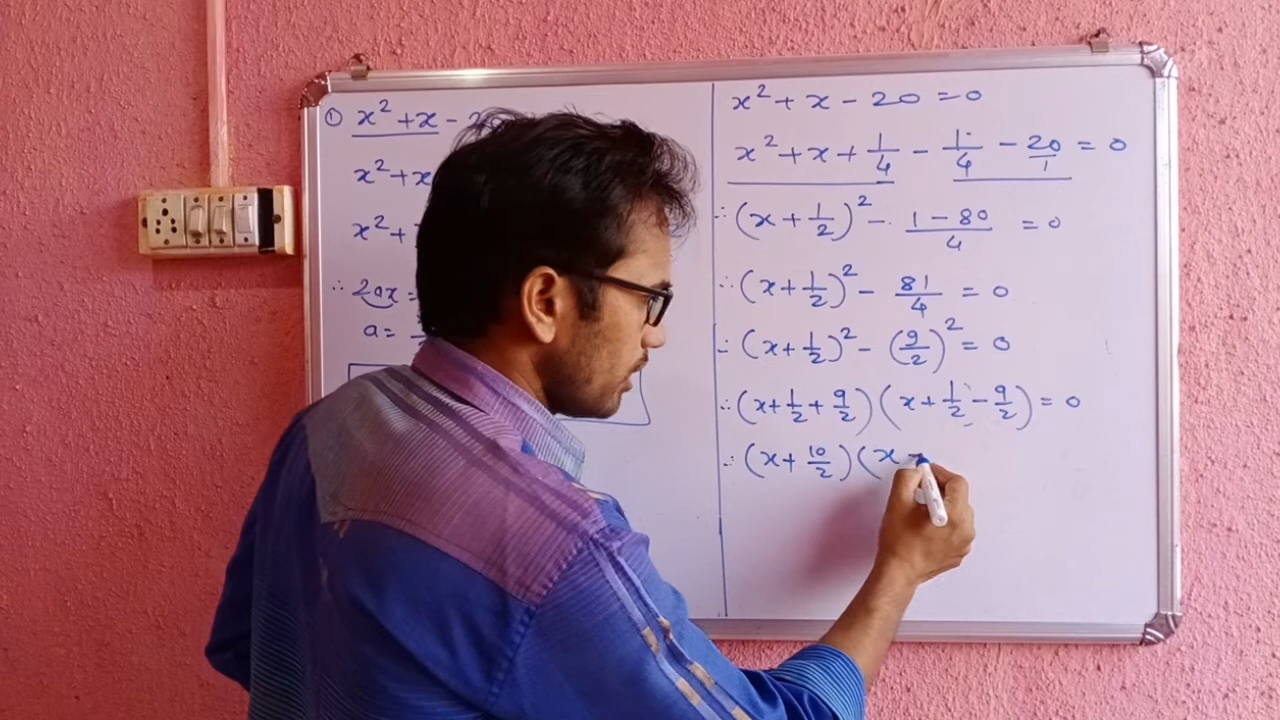 ① x² + x - 2
x² + x
x² +
∴ 2ax =
a =
x² + x - 20 = 0
x² + x + 1/4 - 1/4 - 20/1 = 0
∴ (x + 1/2)² - (1 - 80)/4 = 0
∴ (x + 1/2)² - 81/4 = 0
∴ (x + 1/2)² - (9/2)² = 0
∴ (x + 1/2 + 9/2) (x + 1/2 - 9/2) = 0
∴ (x + 10/2) (x -